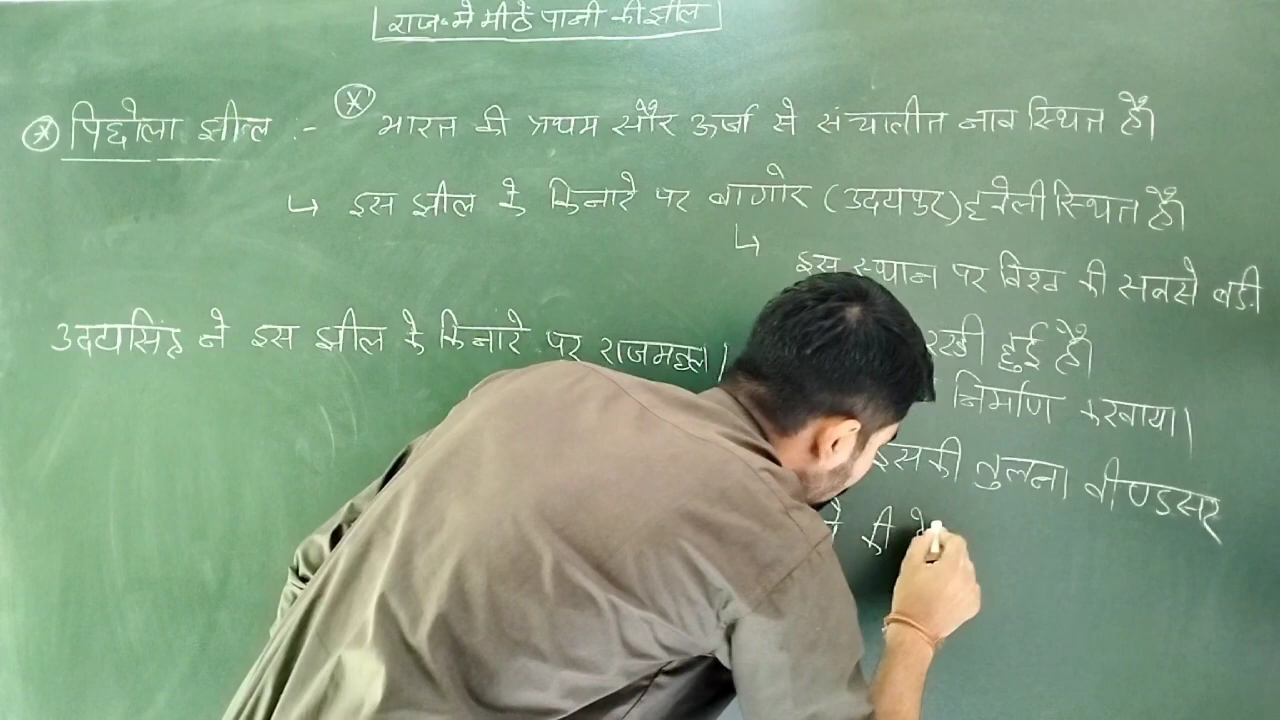 राज॰ मे मीठें पानी की झील
पिछोला झील :- भारत की प्रथम सौर ऊर्जा से संचालीत नाव स्थित हैं।
↳ इस झील के किनारे पर बागोर (उदयपुर) हवेली स्थित हैं।
↳ इस स्थान पर विश्व की सबसे बडी
रखी हुई हैं।
उदयसिंह ने इस झील के किनारे पर राजमहल।
निर्माण करवाया।
इसकी तुलना वीण्डसर
की